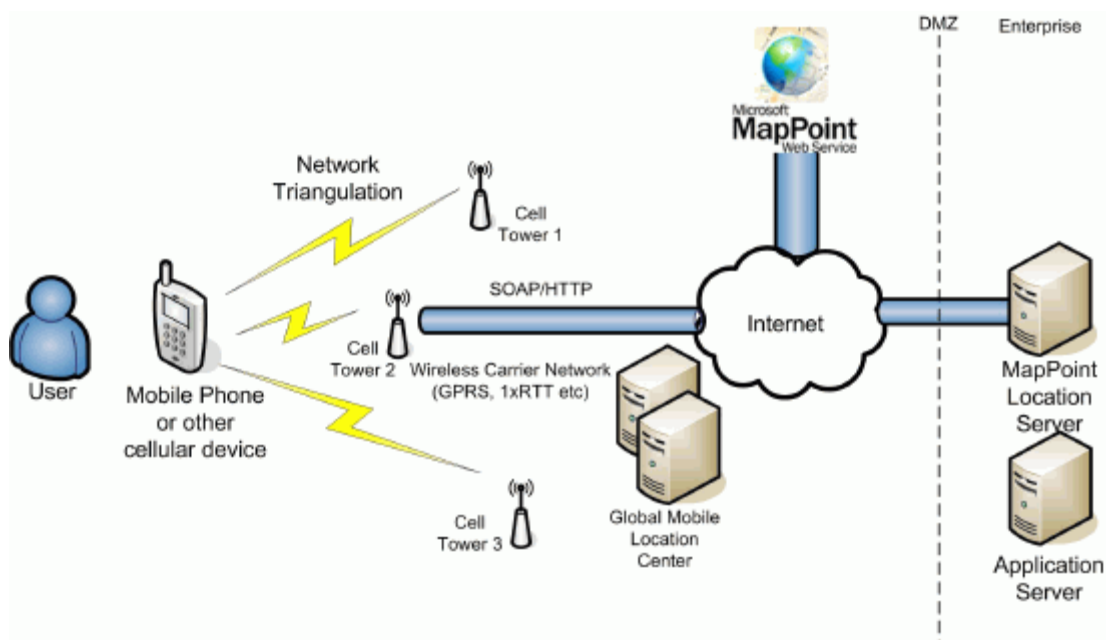 DMZ
Enterprise
Microsoft
MapPoint
Web Service
Network
Triangulation
Cell
Tower 1
SOAP/HTTP
Internet
Cell
Tower 2
Wireless Carrier Network
(GPRS, 1xRTT etc)
User
Mobile Phone
or other
cellular device
MapPoint
Location
Server
Cell
Tower 3
Global Mobile
Location
Center
Application
Server